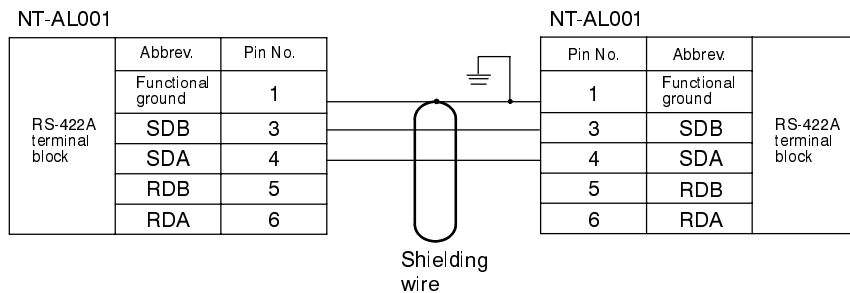 NT-AL001 NT-AL001
Abbrev. Pin No. Pin No. Abbrev.
Functional ground 1 1 Functional ground
RS-422A terminal block SDB 3 3 SDB RS-422A terminal block
SDA 4 4 SDA
RDB 5 5 RDB
RDA 6 6 RDA
Shielding
wire